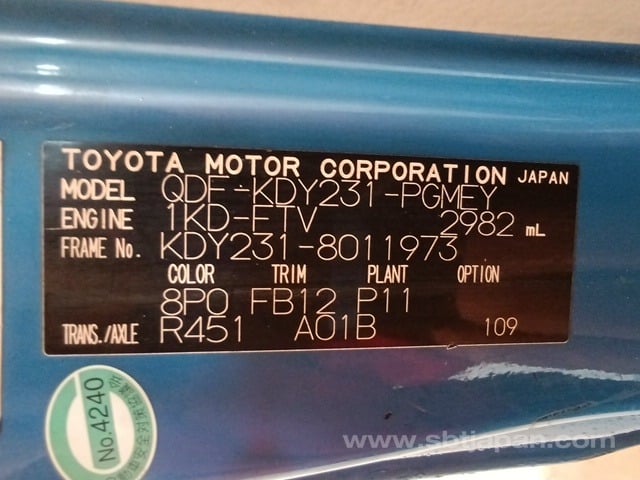 TOYOTA MOTOR CORPORATION JAPAN
MODEL QDF-KDY231-PGMEY
ENGINE 1KD-FTV 2982 mL
FRAME No. KDY231-8011973
COLOR TRIM PLANT OPTION
8P0 FB12 P11
TRANS./AXLE R451 A01B 109
No.4240
www.sbtjapan.com